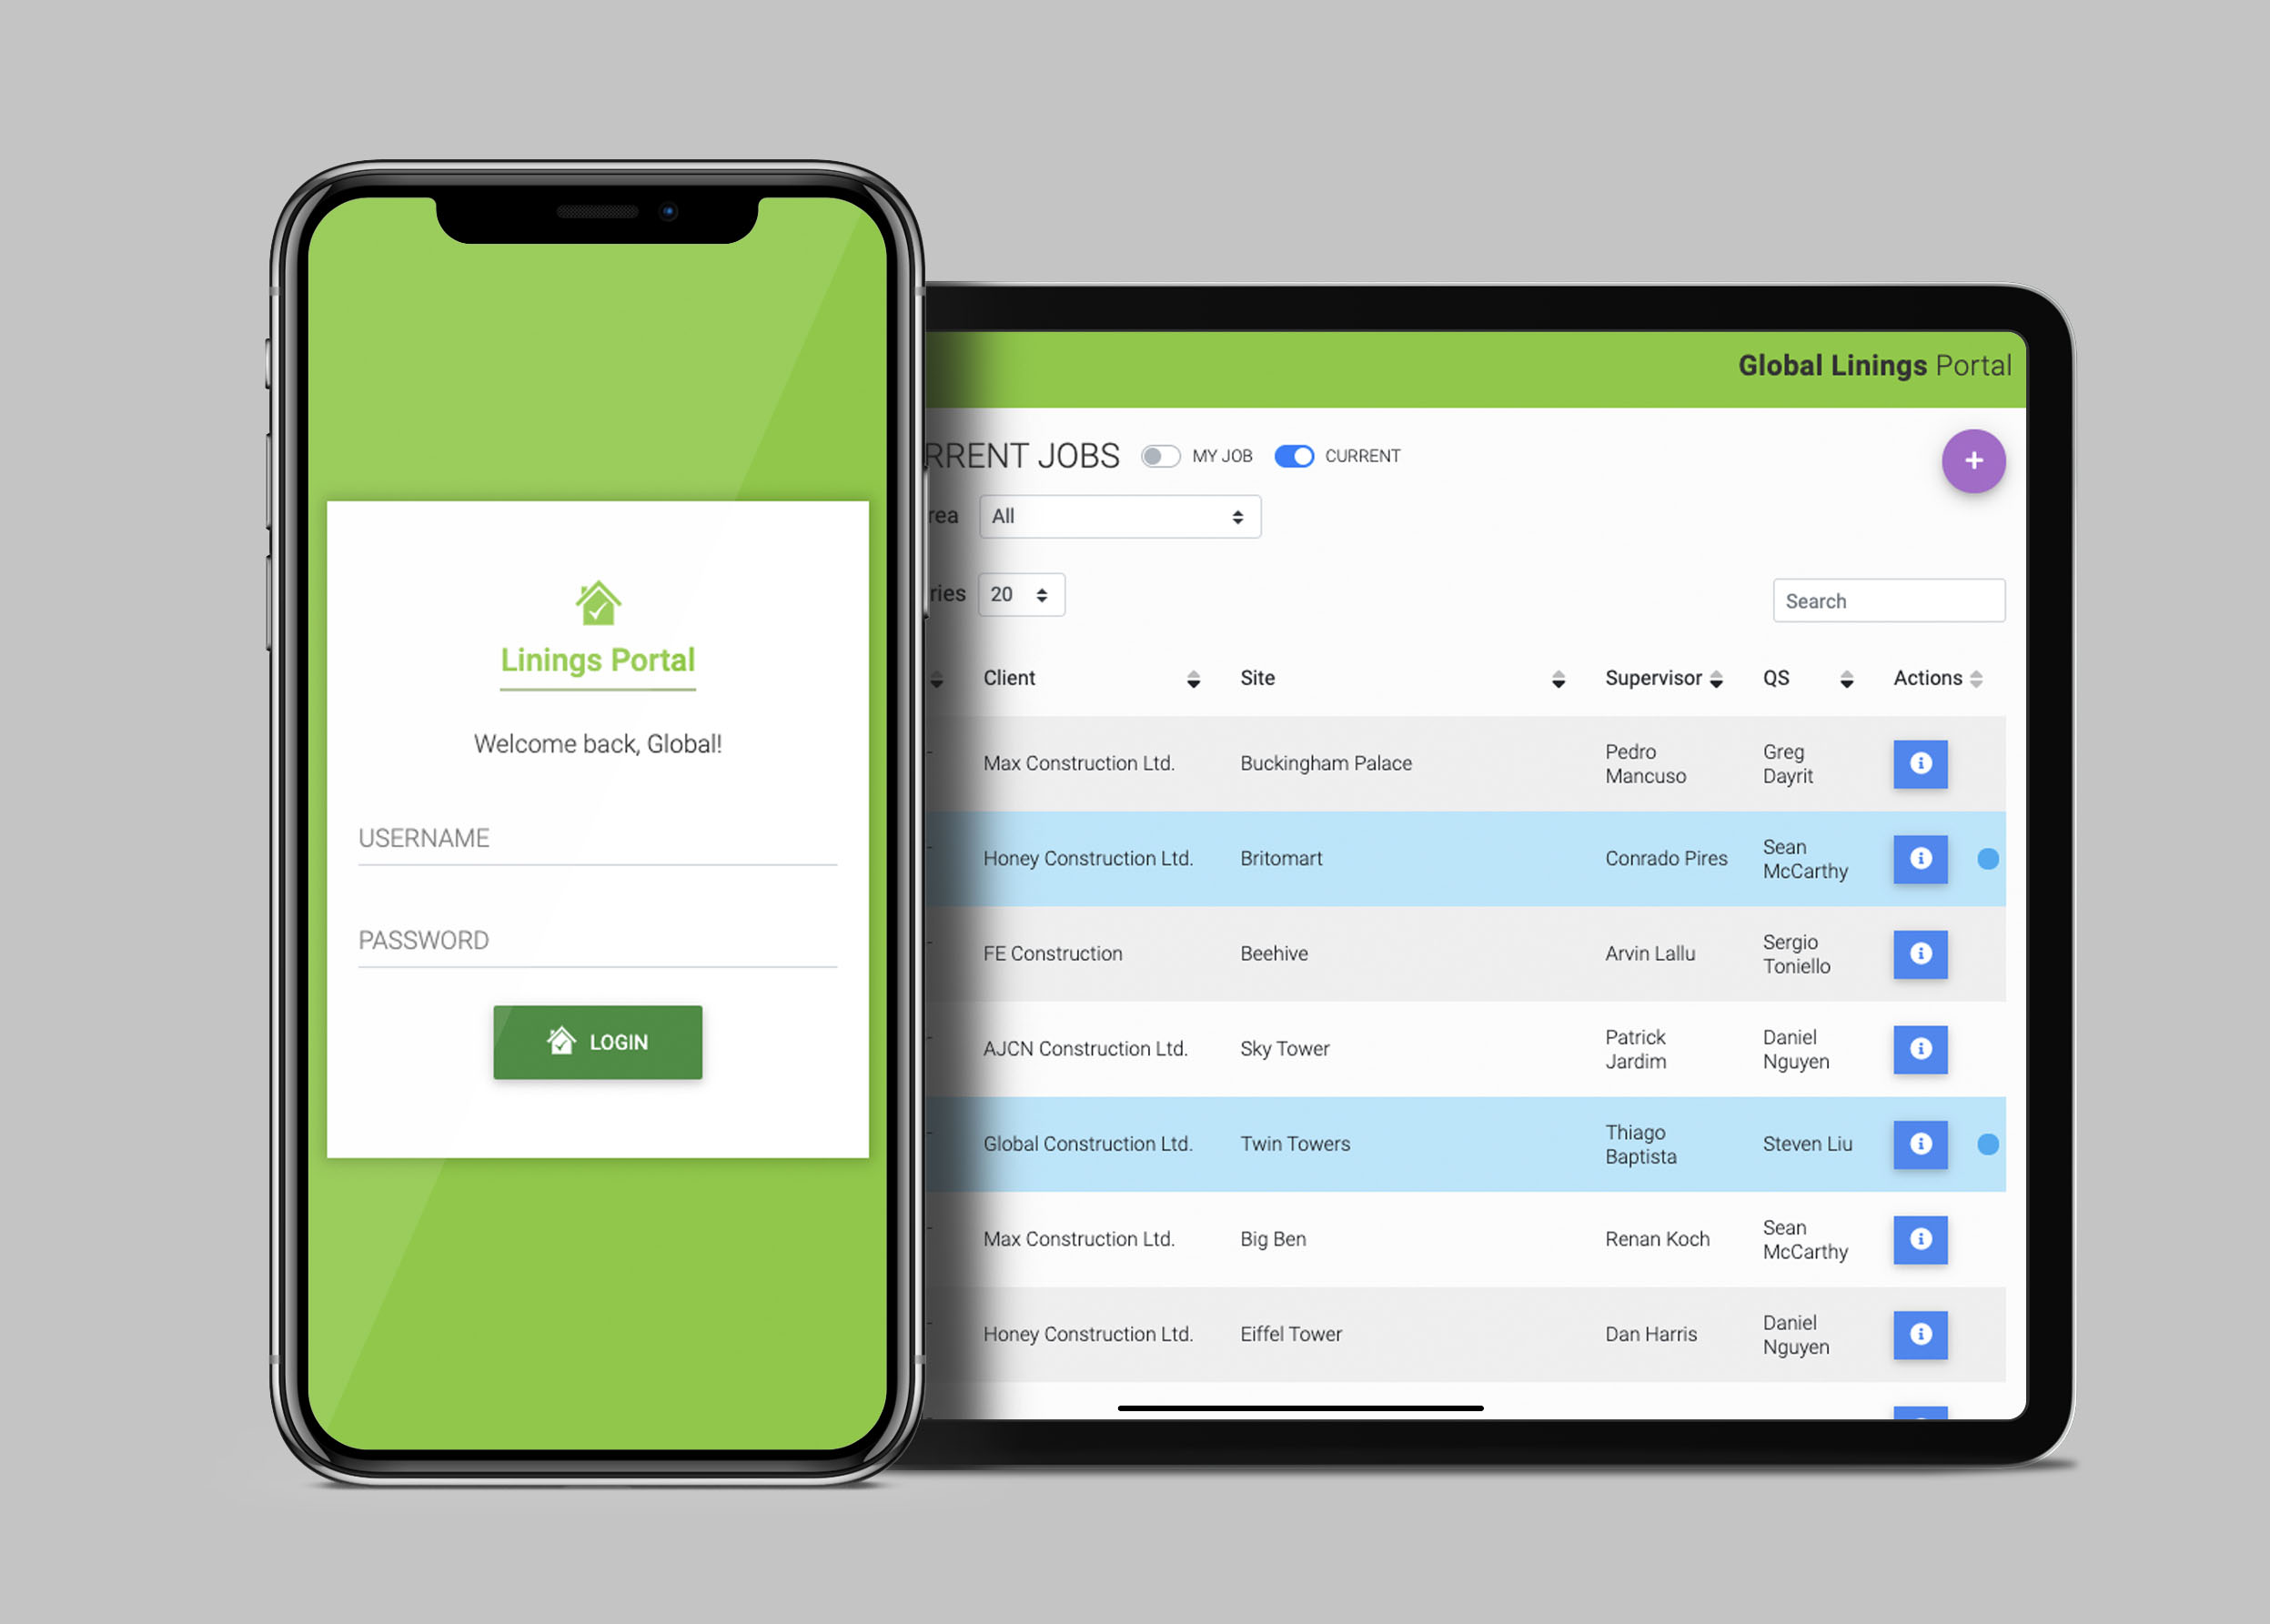 Linings Portal
Welcome back, Global!
USERNAME
PASSWORD
LOGIN
Global Linings Portal
RRENT JOBS MY JOB CURRENT
+
rea All
ries 20
Search
Client Site Supervisor QS Actions
Max Construction Ltd. Buckingham Palace Pedro Mancuso Greg Dayrit
Honey Construction Ltd. Britomart Conrado Pires Sean McCarthy
FE Construction Beehive Arvin Lallu Sergio Toniello
AJCN Construction Ltd. Sky Tower Patrick Jardim Daniel Nguyen
Global Construction Ltd. Twin Towers Thiago Baptista Steven Liu
Max Construction Ltd. Big Ben Renan Koch Sean McCarthy
Honey Construction Ltd. Eiffel Tower Dan Harris Daniel Nguyen